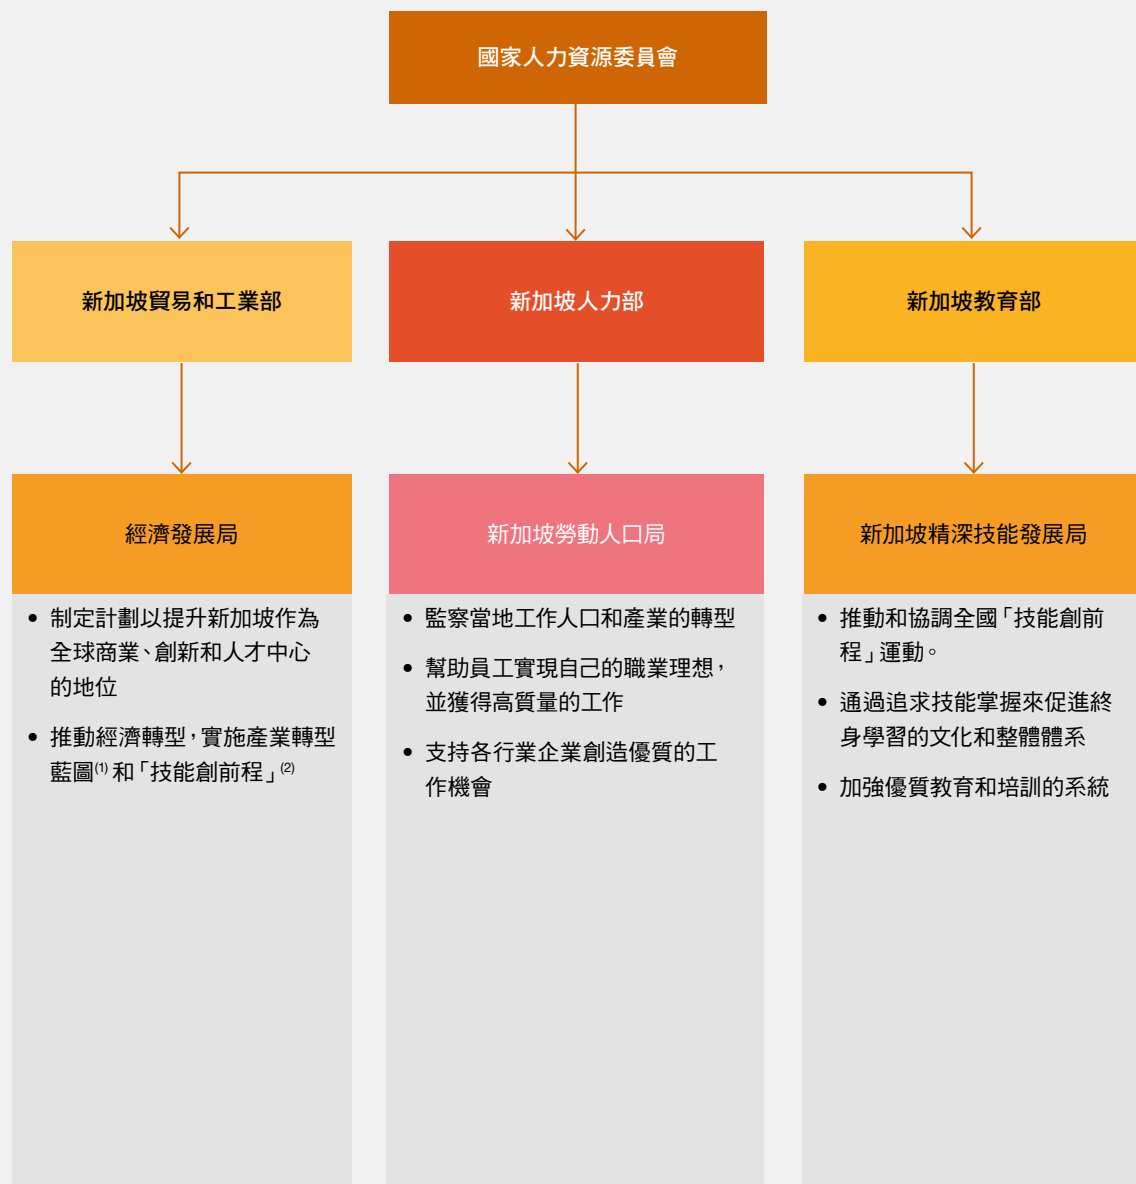 國家人力資源委員會
新加坡貿易和工業部
新加坡人力部
新加坡教育部
經濟發展局
新加坡勞動人口局
新加坡精深技能發展局
• 制定計劃以提升新加坡作為
全球商業、創新和人才中心
的地位
• 推動經濟轉型，實施產業轉型
藍圖(1) 和「技能創前程」(2)
• 監察當地工作人口和產業的轉型
• 幫助員工實現自己的職業理想，
並獲得高質量的工作
• 支持各行業企業創造優質的工
作機會
• 推動和協調全國「技能創前
程」運動。
• 通過追求技能掌握來促進終
身學習的文化和整體體系
• 加強優質教育和培訓的系統